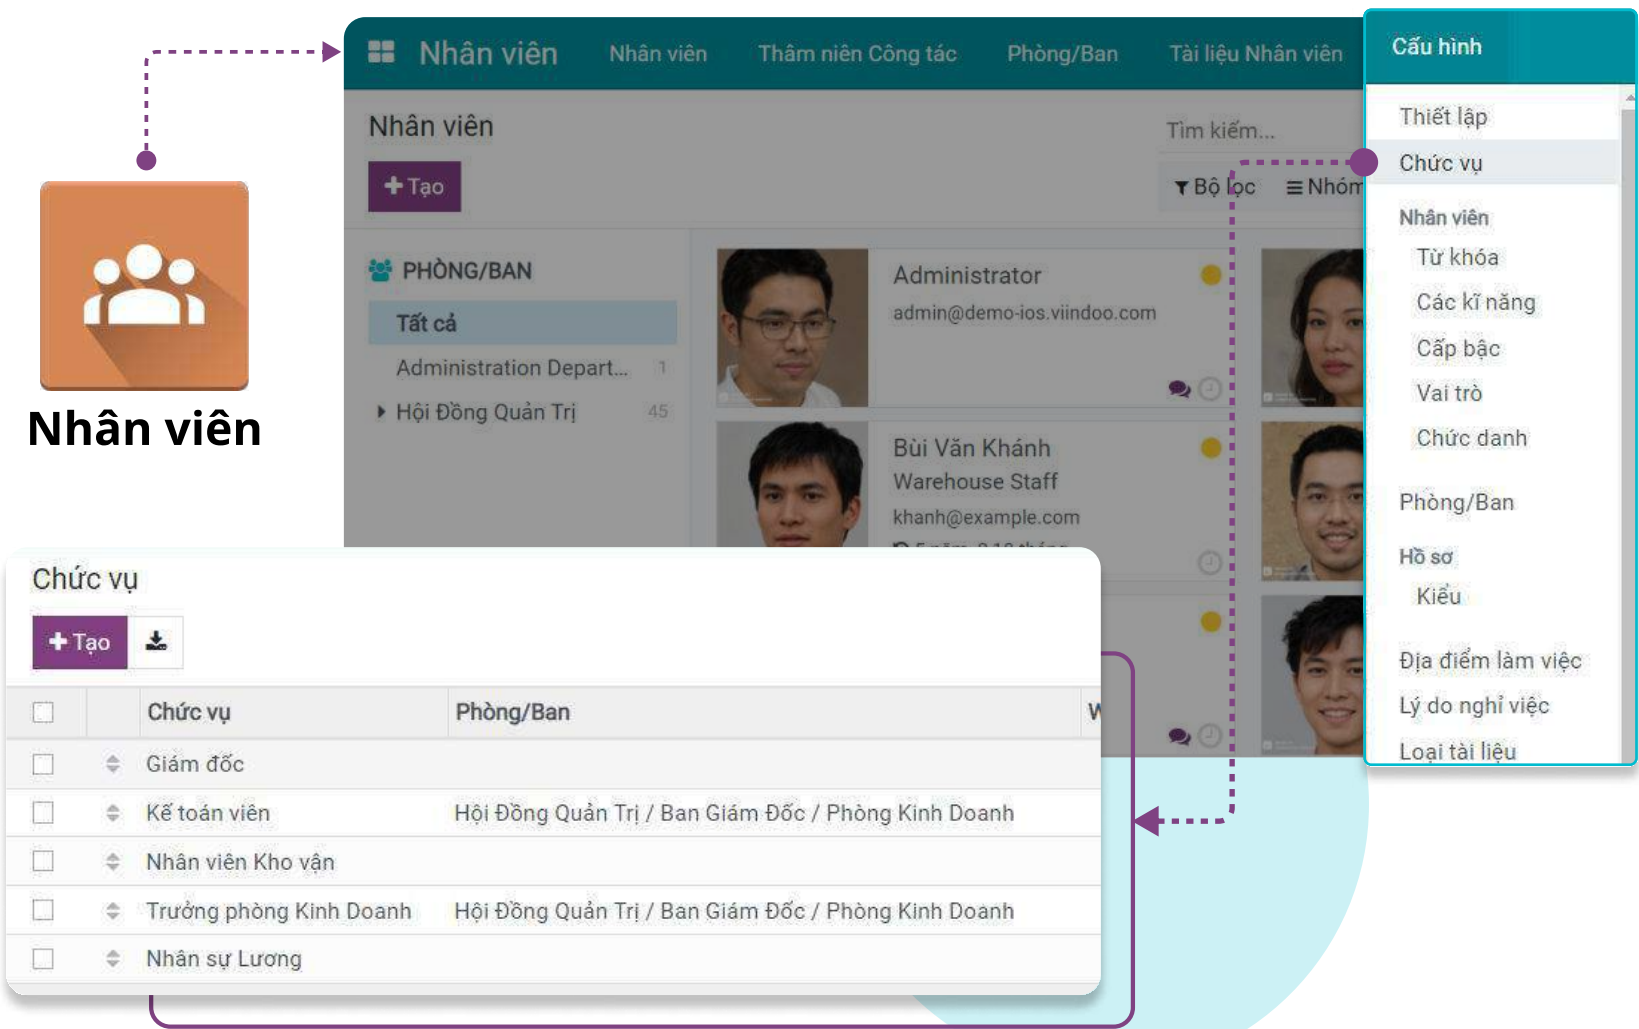 Nhân viên
Nhân viên
Nhân viên
Thâm niên Công tác
Phòng/Ban
Tài liệu Nhân viên
Cấu hình
Nhân viên
Tìm kiếm...
Tạo
Bộ lọc
Nhóm
PHÒNG/BAN
Tất cả
Administration Depart... 1
Hội Đồng Quản Trị 45
Administrator
admin@demo-ios.viindoo.com
Bùi Văn Khánh
Warehouse Staff
khanh@example.com
Thiết lập
Chức vụ
Nhân viên
Từ khóa
Các kĩ năng
Cấp bậc
Vai trò
Chức danh
Phòng/Ban
Hồ sơ
Kiểu
Địa điểm làm việc
Lý do nghỉ việc
Loại tài liệu
Chức vụ
Tạo
Chức vụ Phòng/Ban
Giám đốc
Kế toán viên Hội Đồng Quản Trị / Ban Giám Đốc / Phòng Kinh Doanh
Nhân viên Kho vận
Trưởng phòng Kinh Doanh Hội Đồng Quản Trị / Ban Giám Đốc / Phòng Kinh Doanh
Nhân sự Lương